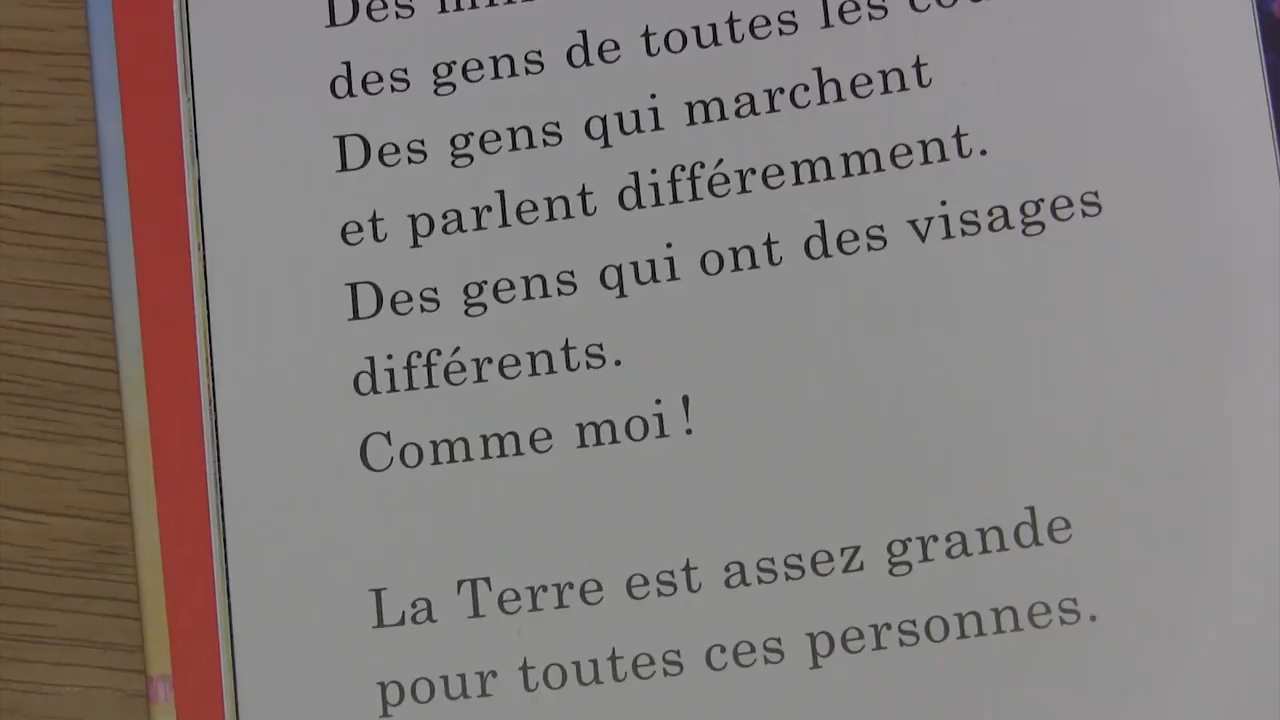 Des
des gens de toutes les
Des gens qui marchent
et parlent différemment.
Des gens qui ont des visages
différents.
Comme moi !
La Terre est assez grande
pour toutes ces personnes.